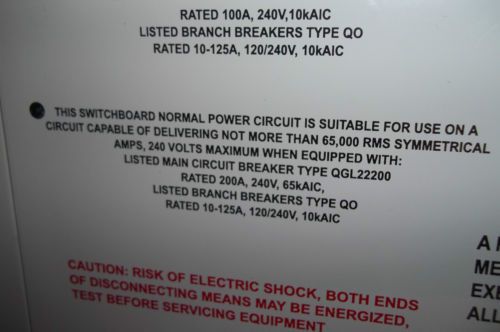 RATED 100A, 240V,10kAIC
LISTED BRANCH BREAKERS TYPE QO
RATED 10-125A, 120/240V, 10kAIC
THIS SWITCHBOARD NORMAL POWER CIRCUIT IS SUITABLE FOR USE ON A
CIRCUIT CAPABLE OF DELIVERING NOT MORE THAN 65,000 RMS SYMMETRICAL
AMPS, 240 VOLTS MAXIMUM WHEN EQUIPPED WITH:
LISTED MAIN CIRCUIT BREAKER TYPE QGL22200
RATED 200A, 240V, 65kAIC,
LISTED BRANCH BREAKERS TYPE QO
RATED 10-125A, 120/240V, 10kAIC
CAUTION: RISK OF ELECTRIC SHOCK, BOTH ENDS
OF DISCONNECTING MEANS MAY BE ENERGIZED,
TEST BEFORE SERVICING EQUIPMENT
A
ME
EXE
ALL